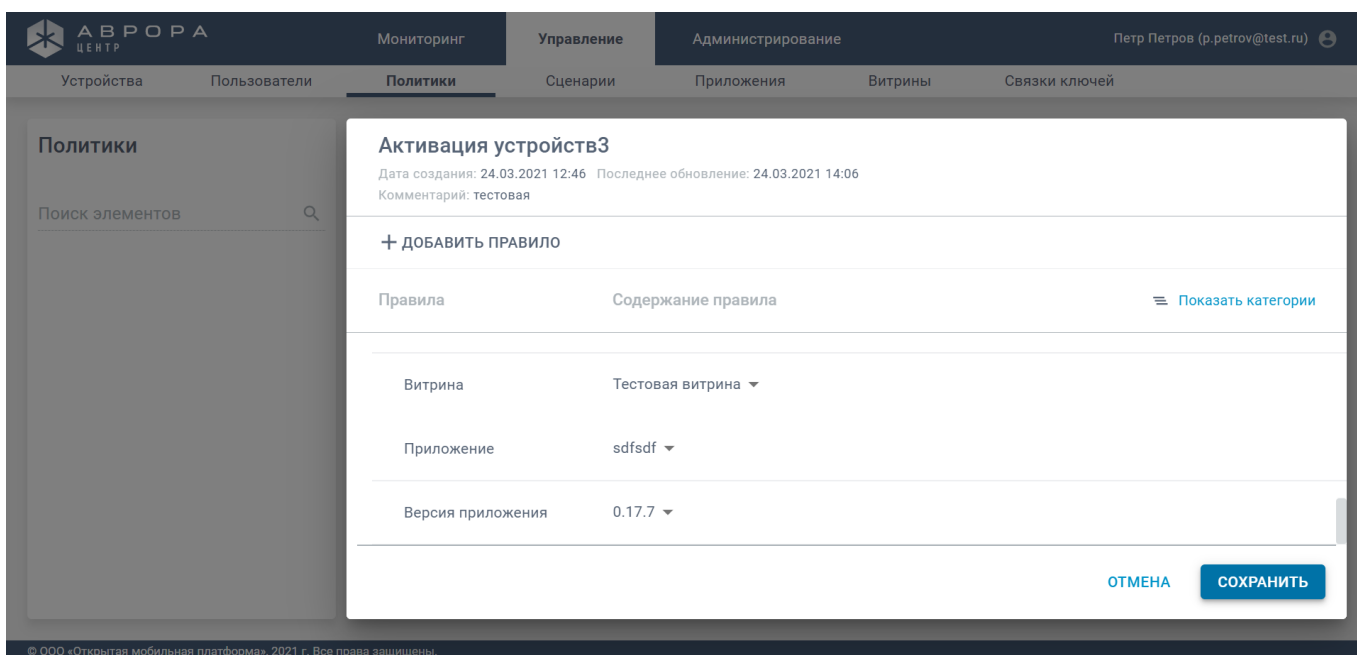 АВРОРА
ЦЕНТР
Мониторинг Управление Администрирование Петр Петров (p.petrov@test.ru)
Устройства Пользователи Политики Сценарии Приложения Витрины Связки ключей
Политики
Поиск элементов
Активация устройств3
Дата создания: 24.03.2021 12:46 Последнее обновление: 24.03.2021 14:06
Комментарий: тестовая
+ ДОБАВИТЬ ПРАВИЛО
Правила Содержание правила Показать категории
Витрина Тестовая витрина
Приложение sdfsdf
Версия приложения 0.17.7
ОТМЕНА СОХРАНИТЬ
© ООО «Открытая мобильная платформа», 2021 г. Все права защищены.